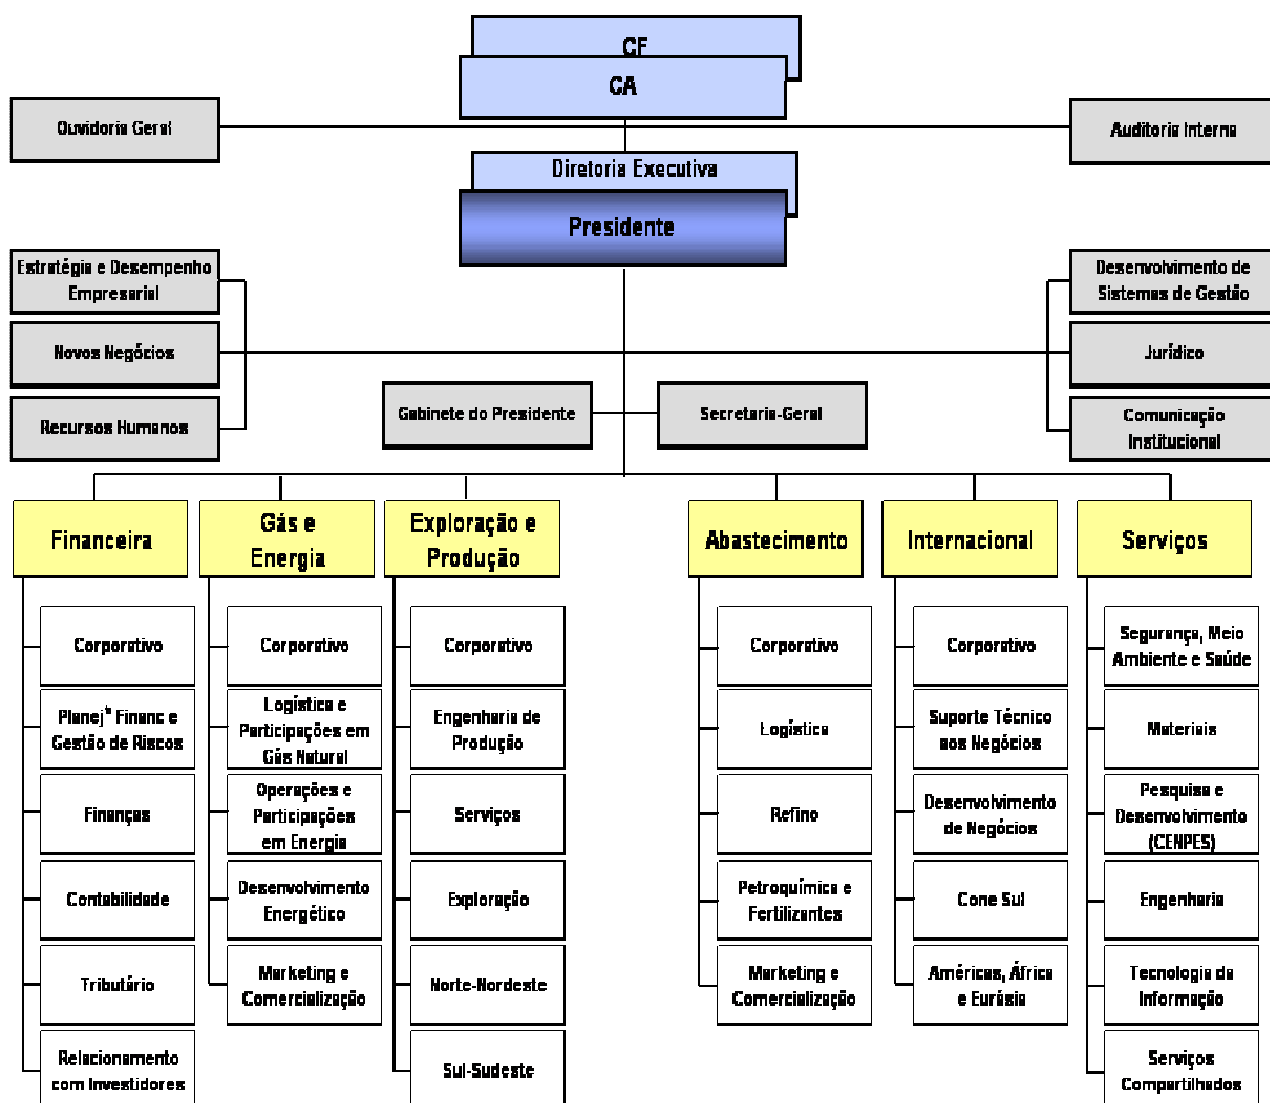 CF
CA
Ouvidoria Geral
Auditoria Interna
Diretoria Executiva
Presidente
Estratégia e Desempenho
Empresarial
Novos Negócios
Recursos Humanos
Desenvolvimento de
Sistemas de Gestão
Jurídico
Comunicação
Institucional
Gabinete do Presidente
Secretaria-Geral
Financeira
Corporativo
Planejº Financ e
Gestão de Riscos
Finanças
Contabilidade
Tributário
Relacionamento
com Investidores
Gás e
Energia
Corporativo
Logística e
Participações em
Gás Natural
Operações e
Participações
em Energia
Desenvolvimento
Energético
Marketing e
Comercialização
Exploração e
Produção
Corporativo
Engenharia de
Produção
Serviços
Exploração
Norte-Nordeste
Sul-Sudeste
Abastecimento
Corporativo
Logística
Refino
Petroquímica e
Fertilizantes
Marketing e
Comercialização
Internacional
Corporativo
Suporte Técnico
aos Negócios
Desenvolvimento
de Negócios
Cone Sul
Américas, África
e Eurásia
Serviços
Segurança, Meio
Ambiente e Saúde
Materiais
Pesquisa e
Desenvolvimento
(CENPES)
Engenharia
Tecnologia da
Informação
Serviços
Compartilhados